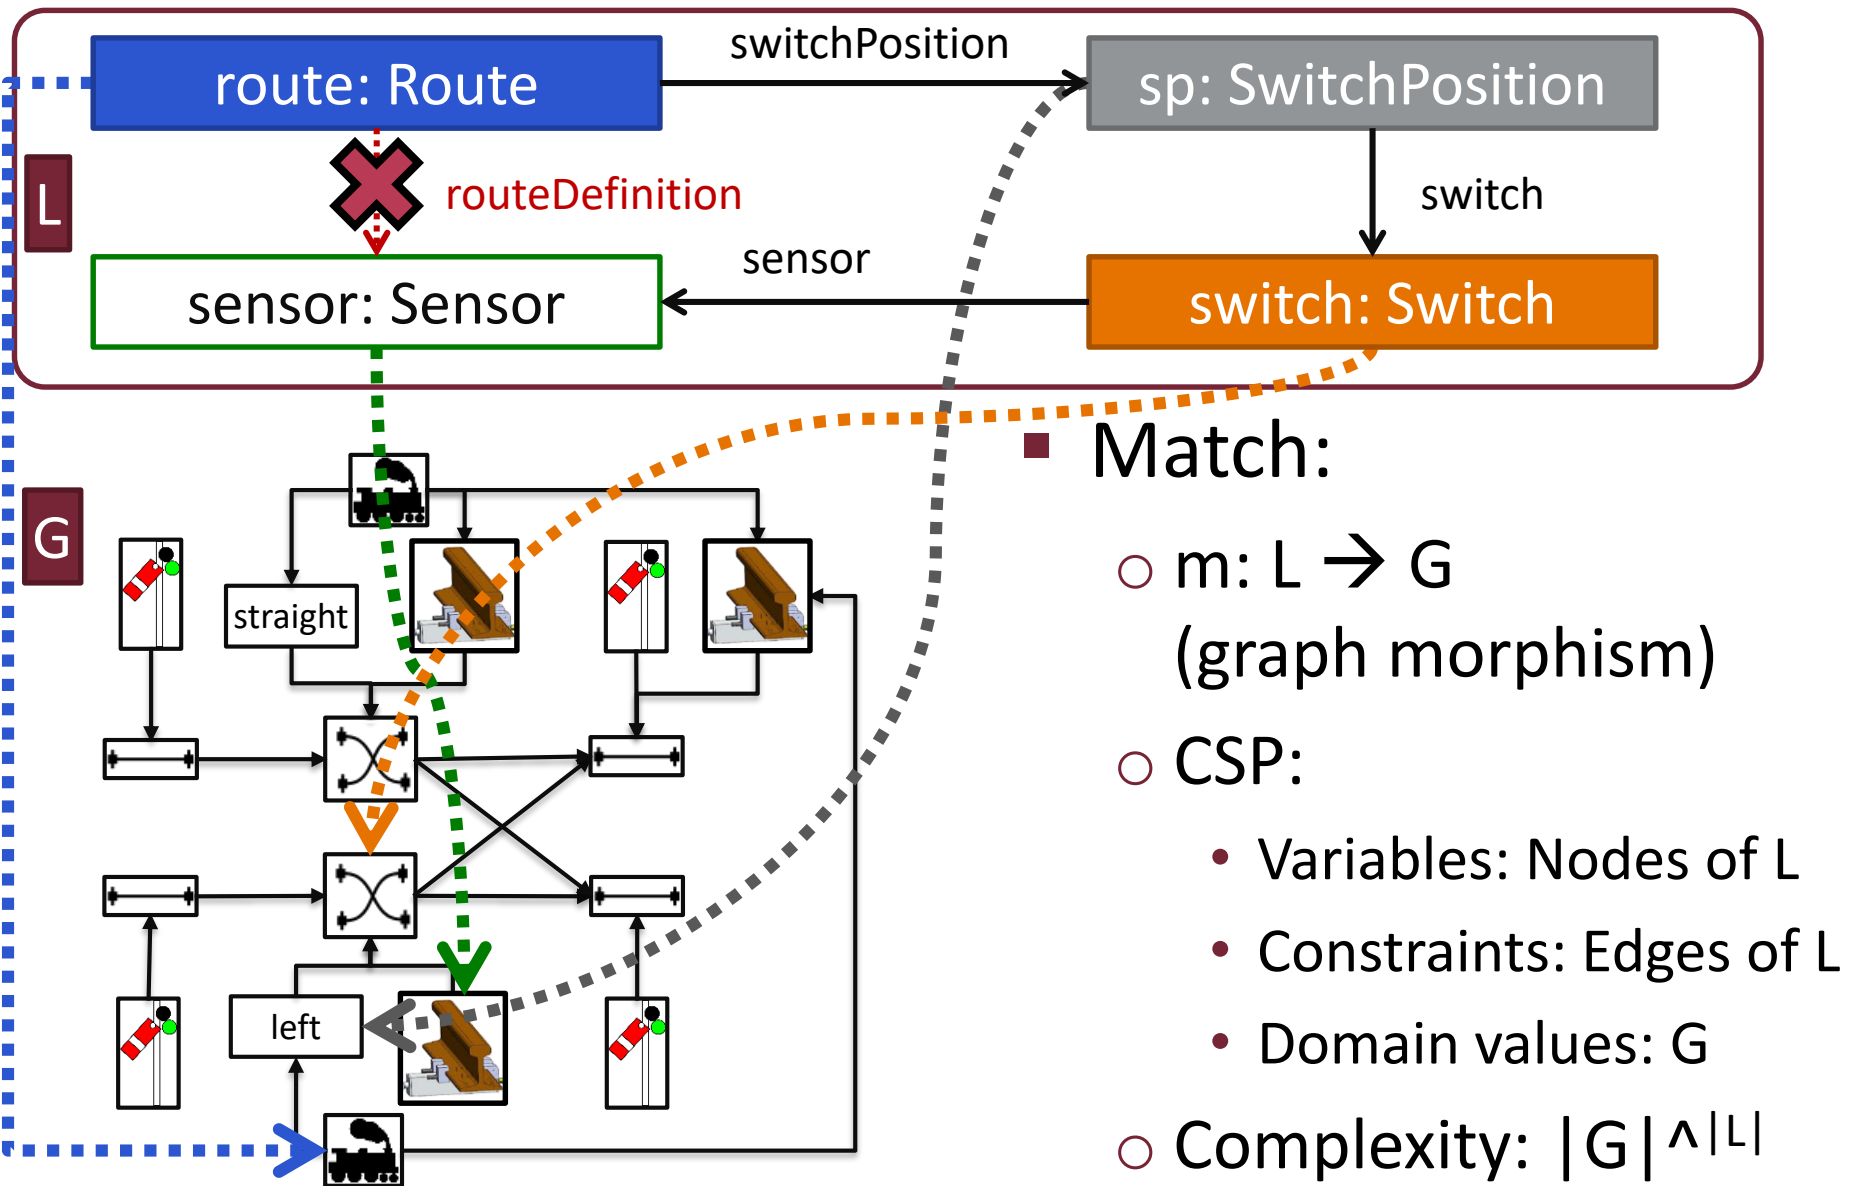 switchPosition
route: Route
sp: SwitchPosition
L
routeDefinition
switch
sensor
sensor: Sensor
switch: Switch
Match:
G
m: L → G
straight
(graph morphism)
CSP:
Variables: Nodes of L
Constraints: Edges of L
left
Domain values: G
Complexity: |G|^|L|